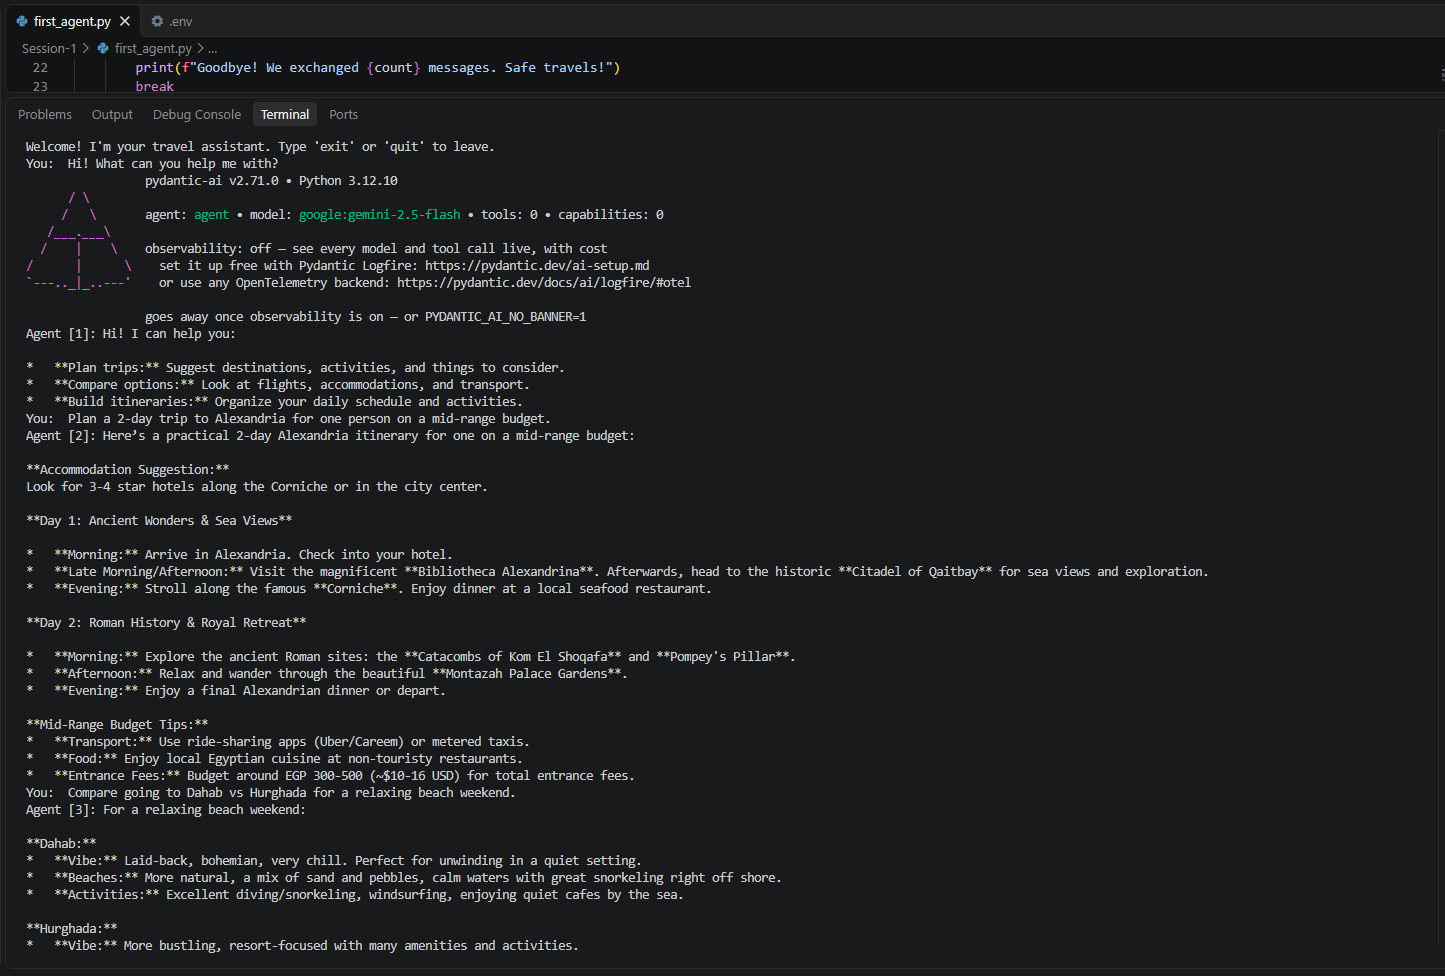 first_agent.py
.env
Session-1 > first_agent.py > ...
22 print(f"Goodbye! We exchanged {count} messages. Safe travels!")
23 break
Problems Output Debug Console Terminal Ports
Welcome! I'm your travel assistant. Type 'exit' or 'quit' to leave.
You:  Hi! What can you help me with?
pydantic-ai v2.71.0 • Python 3.12.10
agent: agent • model: google:gemini-2.5-flash • tools: 0 • capabilities: 0
observability: off — see every model and tool call live, with cost
set it up free with Pydantic Logfire: https://pydantic.dev/ai-setup.md
or use any OpenTelemetry backend: https://pydantic.dev/docs/ai/logfire/#otel
goes away once observability is on — or PYDANTIC_AI_NO_BANNER=1
Agent [1]: Hi! I can help you:
*   **Plan trips:** Suggest destinations, activities, and things to consider.
*   **Compare options:** Look at flights, accommodations, and transport.
*   **Build itineraries:** Organize your daily schedule and activities.
You:  Plan a 2-day trip to Alexandria for one person on a mid-range budget.
Agent [2]: Here’s a practical 2-day Alexandria itinerary for one on a mid-range budget:
**Accommodation Suggestion:**
Look for 3-4 star hotels along the Corniche or in the city center.
**Day 1: Ancient Wonders & Sea Views**
*   **Morning:** Arrive in Alexandria. Check into your hotel.
*   **Late Morning/Afternoon:** Visit the magnificent **Bibliotheca Alexandrina**. Afterwards, head to the historic **Citadel of Qaitbay** for sea views and exploration.
*   **Evening:** Stroll along the famous **Corniche**. Enjoy dinner at a local seafood restaurant.
**Day 2: Roman History & Royal Retreat**
*   **Morning:** Explore the ancient Roman sites: the **Catacombs of Kom El Shoqafa** and **Pompey's Pillar**.
*   **Afternoon:** Relax and wander through the beautiful **Montazah Palace Gardens**.
*   **Evening:** Enjoy a final Alexandrian dinner or depart.
**Mid-Range Budget Tips:**
*   **Transport:** Use ride-sharing apps (Uber/Careem) or metered taxis.
*   **Food:** Enjoy local Egyptian cuisine at non-touristy restaurants.
*   **Entrance Fees:** Budget around EGP 300-500 (~$10-16 USD) for total entrance fees.
You:  Compare going to Dahab vs Hurghada for a relaxing beach weekend.
Agent [3]: For a relaxing beach weekend:
**Dahab:**
*   **Vibe:** Laid-back, bohemian, very chill. Perfect for unwinding in a quiet setting.
*   **Beaches:** More natural, a mix of sand and pebbles, calm waters with great snorkeling right off shore.
*   **Activities:** Excellent diving/snorkeling, windsurfing, enjoying quiet cafes by the sea.
**Hurghada:**
*   **Vibe:** More bustling, resort-focused with many amenities and activities.